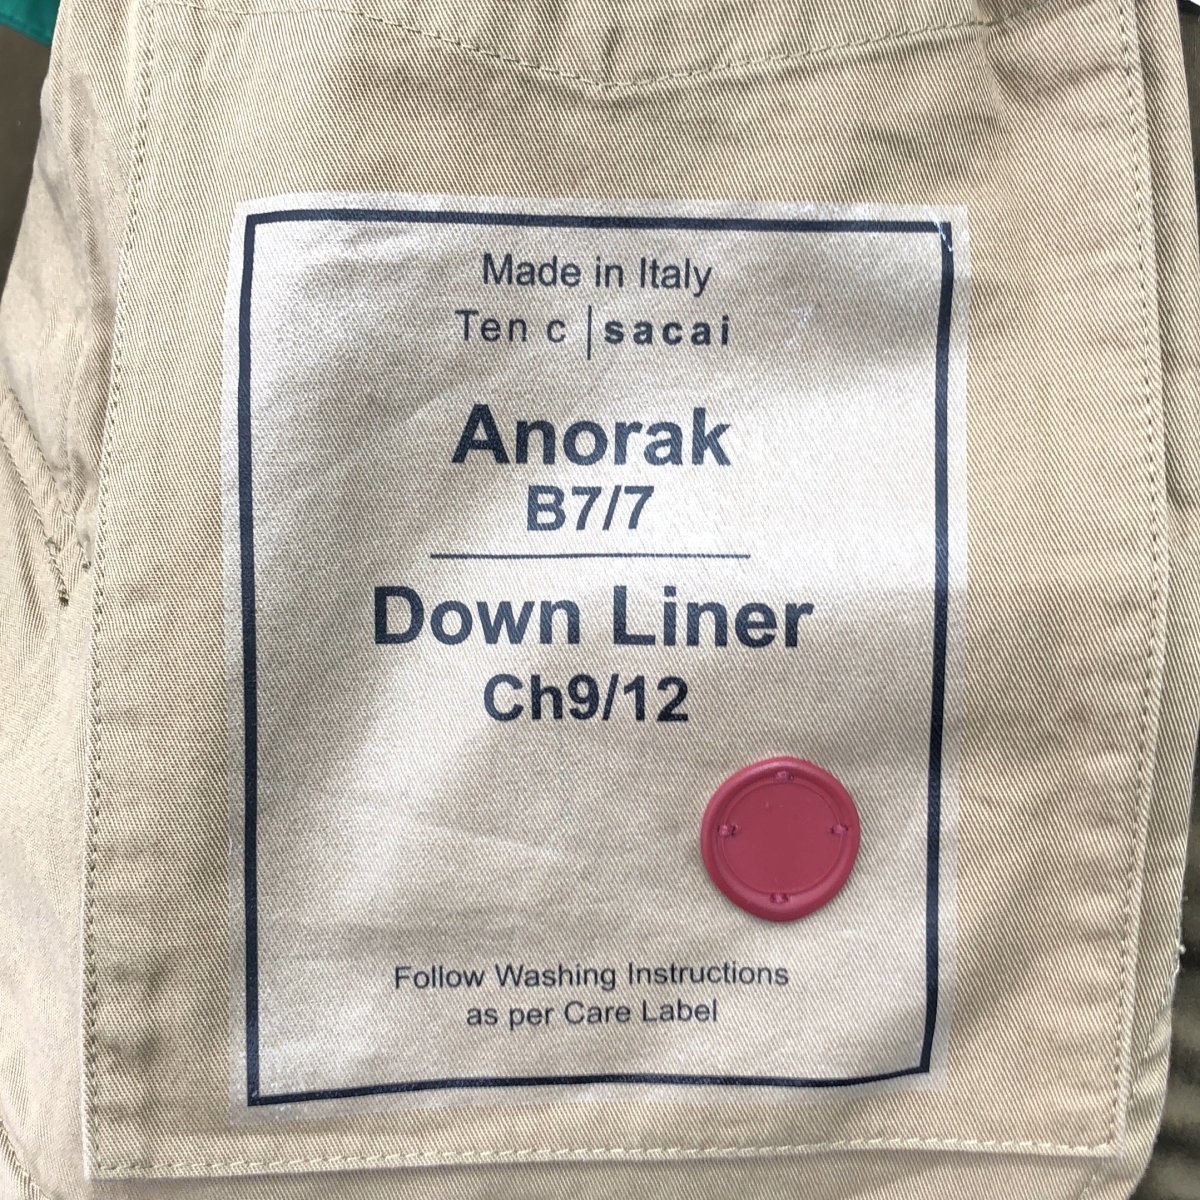 Made in Italy
Ten c | sacai
Anorak
B7/7
Down Liner
Ch9/12
Follow Washing Instructions
as per Care Label